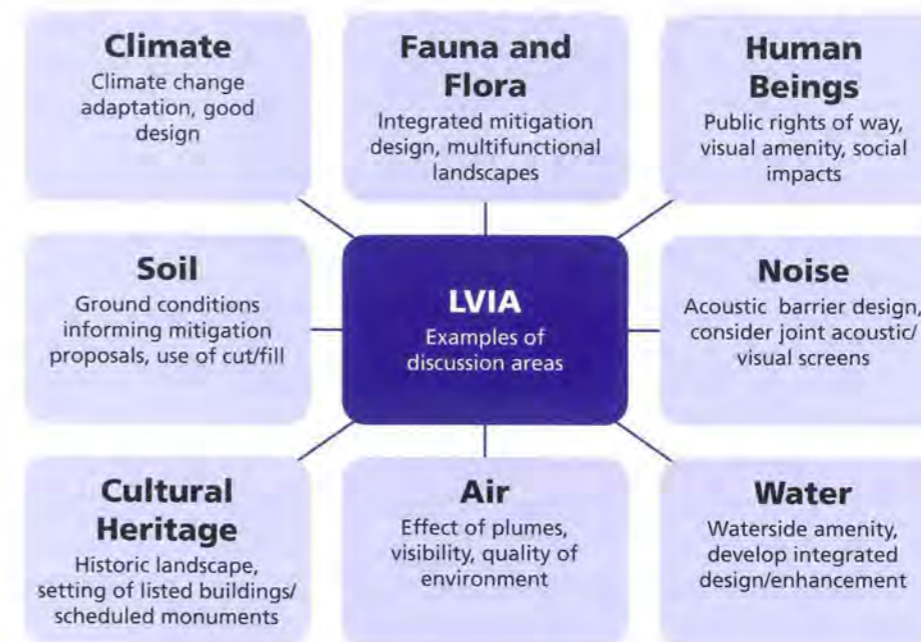 Climate
Climate change
adaptation, good
design
Fauna and
Flora
Integrated mitigation
design, multifunctional
landscapes
Human
Beings
Public rights of way,
visual amenity, social
impacts
Soil
Ground conditions
informing mitigation
proposals, use of cut/fill
LVIA
Examples of
discussion areas
Noise
Acoustic barrier design,
consider joint acoustic/
visual screens
Cultural
Heritage
Historic landscape,
setting of listed buildings/
scheduled monuments
Air
Effect of plumes,
visibility, quality of
environment
Water
Waterside amenity,
develop integrated
design/enhancement